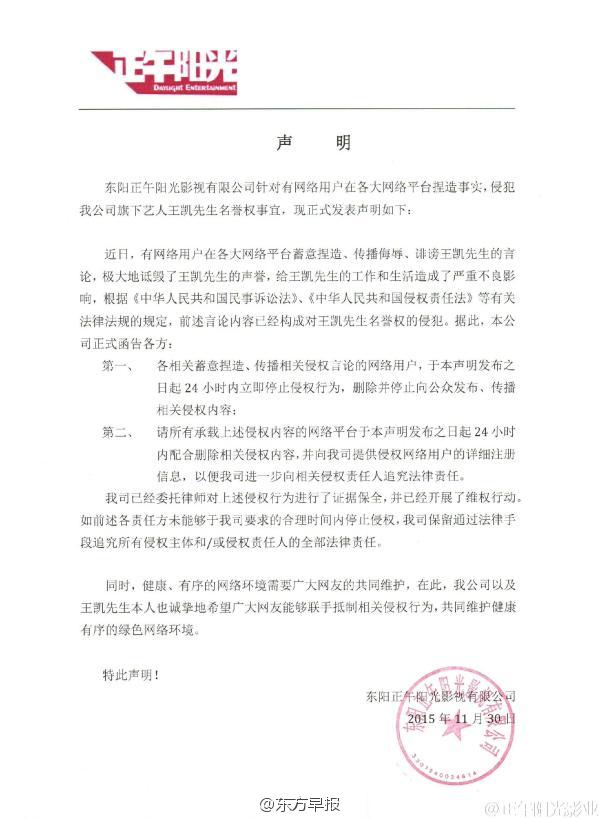 正午阳光
DAYLIGHT ENTERTAINMENT
声 明
东阳正午阳光影视有限公司针对有网络用户在各大网络平台捏造事实,侵犯
我公司旗下艺人王凯先生名誉权事宜,现正式发表声明如下:
近日,有网络用户在各大网络平台蓄意捏造、传播侮辱、诽谤王凯先生的言
论,极大地诋毁了王凯先生的声誉,给王凯先生的工作和生活造成了严重不良影
响,根据《中华人民共和国民事诉讼法》、《中华人民共和国侵权责任法》等有关
法律法规的规定,前述言论内容已经构成对王凯先生名誉权的侵犯。据此,本公
司正式函告各方:
第一、 各相关蓄意捏造、传播相关侵权言论的网络用户,于本声明发布之
日起 24 小时内立即停止侵权行为,删除并停止向公众发布、传播
相关侵权内容;
第二、 请所有承载上述侵权内容的网络平台于本声明发布之日起 24 小时
内配合删除相关侵权内容,并向我司提供侵权网络用户的详细注册
信息,以便我司进一步向相关侵权责任人追究法律责任。
我司已经委托律师对上述侵权行为进行了证据保全,并已经开展了维权行动。
如前述各责任方未能够于我司要求的合理时间内停止侵权,我司保留通过法律手
段追究所有侵权主体和/或侵权责任人的全部法律责任。
同时,健康、有序的网络环境需要广大网友的共同维护,在此,我公司以及
王凯先生本人也诚挚地希望广大网友能够联手抵制相关侵权行为,共同维护健康
有序的绿色网络环境。
特此声明!
东阳正午阳光影视有限公司
2015 年 11 月 30 日
东阳正午阳光影视有限公司
@东方早报
@正午阳光影业